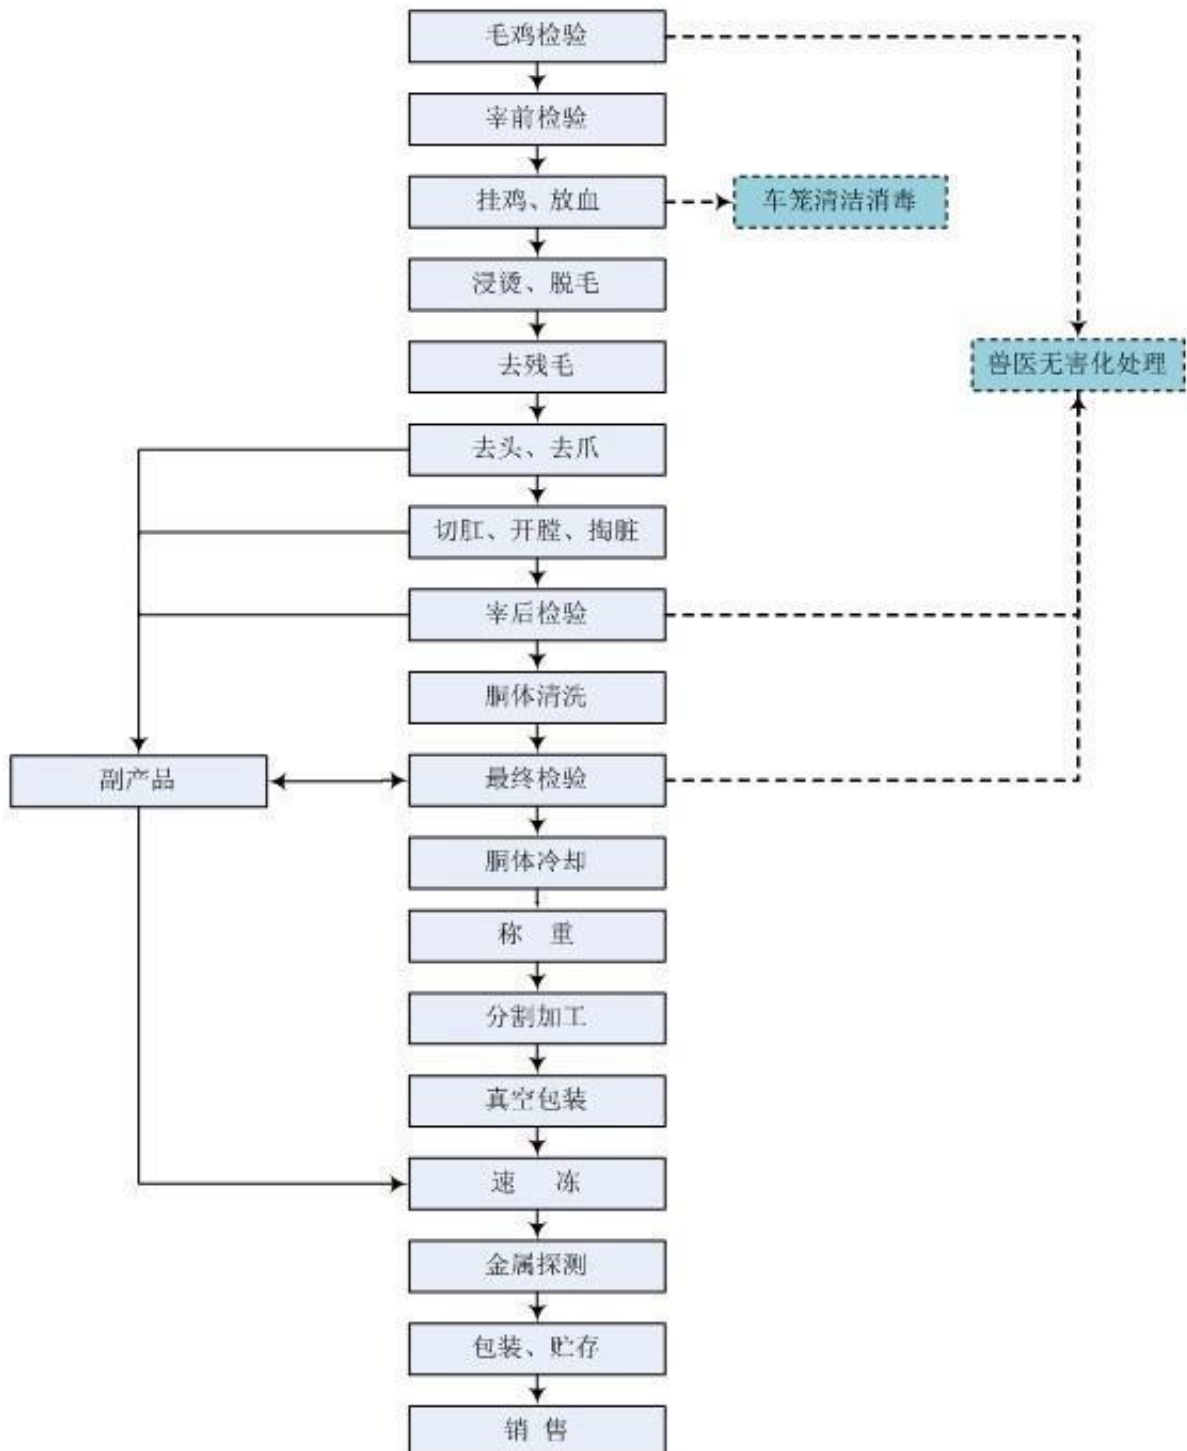 毛鸡检验
宰前检验
挂鸡、放血
车笼清洁消毒
浸烫、脱毛
去残毛
兽医无害化处理
去头、去爪
切肛、开膛、掏脏
宰后检验
胴体清洗
副产品
最终检验
胴体冷却
称 重
分割加工
真空包装
速 冻
金属探测
包装、贮存
销 售